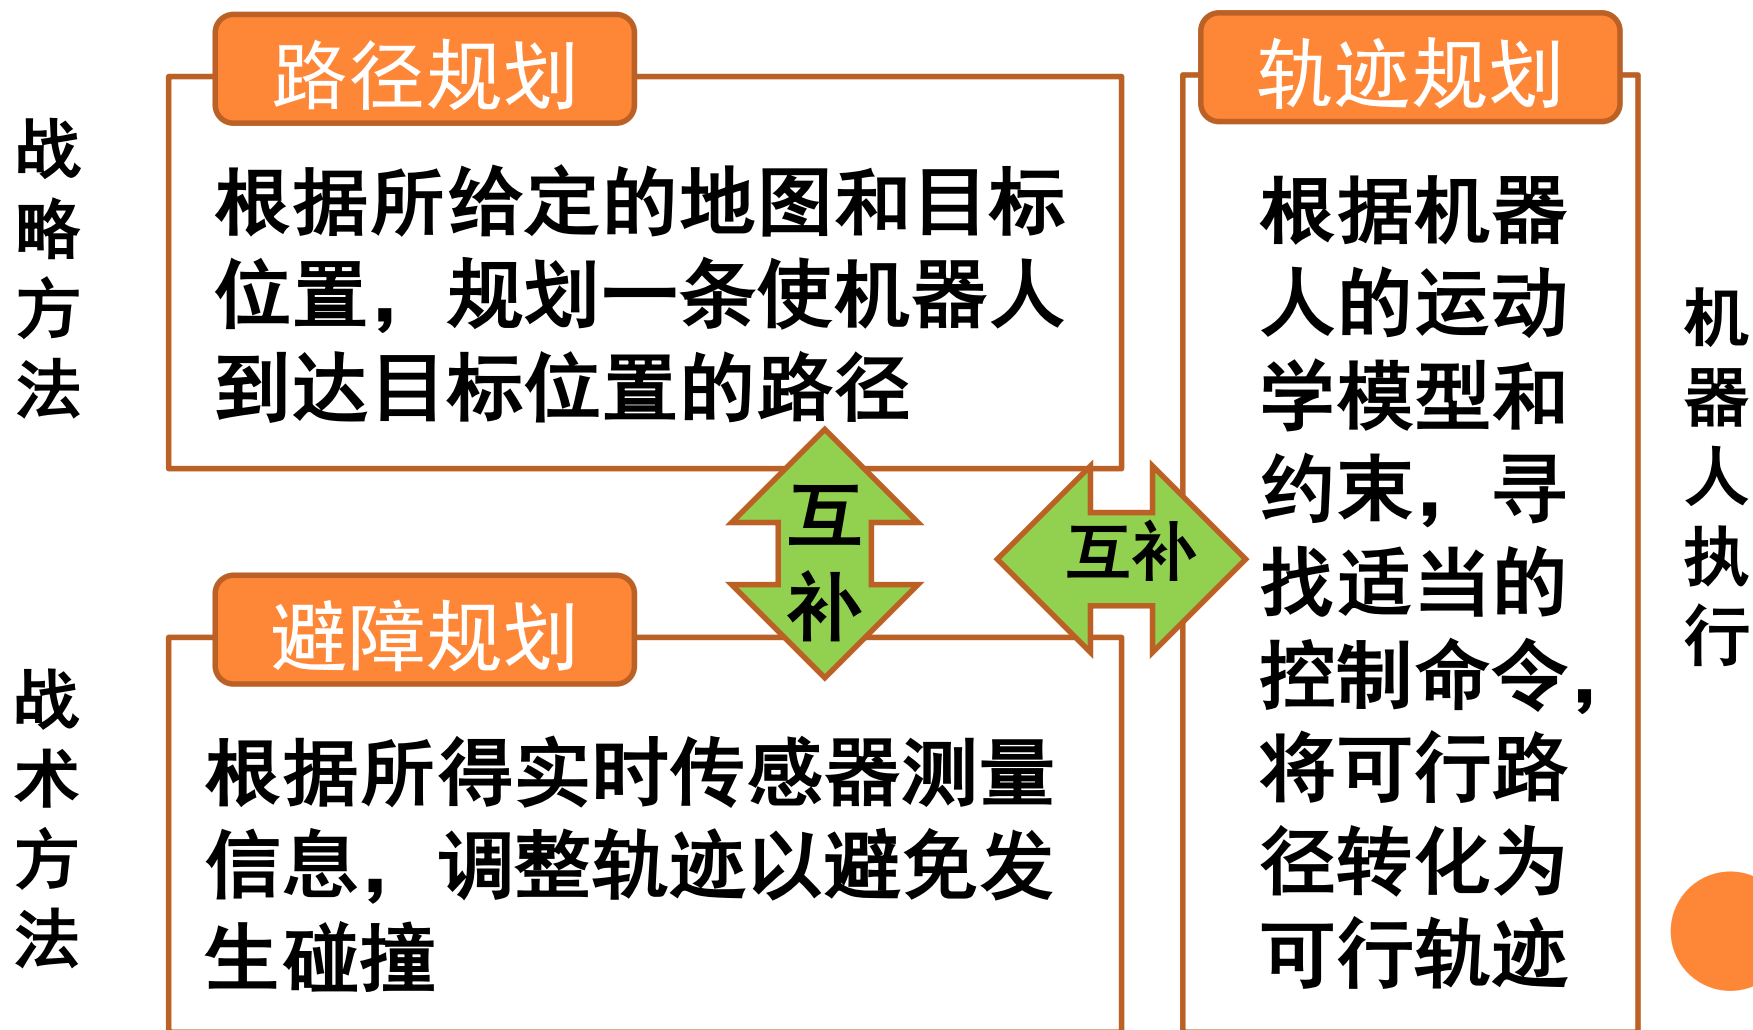 战
略
方
法
路径规划
根据所给定的地图和目标
位置，规划一条使机器人
到达目标位置的路径
互
补
战
术
方
法
避障规划
根据所得实时传感器测量
信息，调整轨迹以避免发
生碰撞
互补
轨迹规划
根据机器
人的运动
学模型和
约束，寻
找适当的
控制命令，
将可行路
径转化为
可行轨迹
机
器
人
执
行